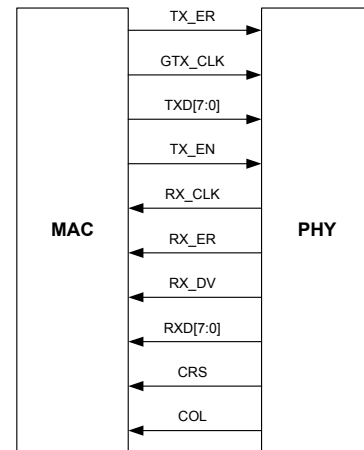 TX_ER
GTX_CLK
TXD[7:0]
TX_EN
RX_CLK
MAC
PHY
RX_ER
RX_DV
RXD[7:0]
CRS
COL